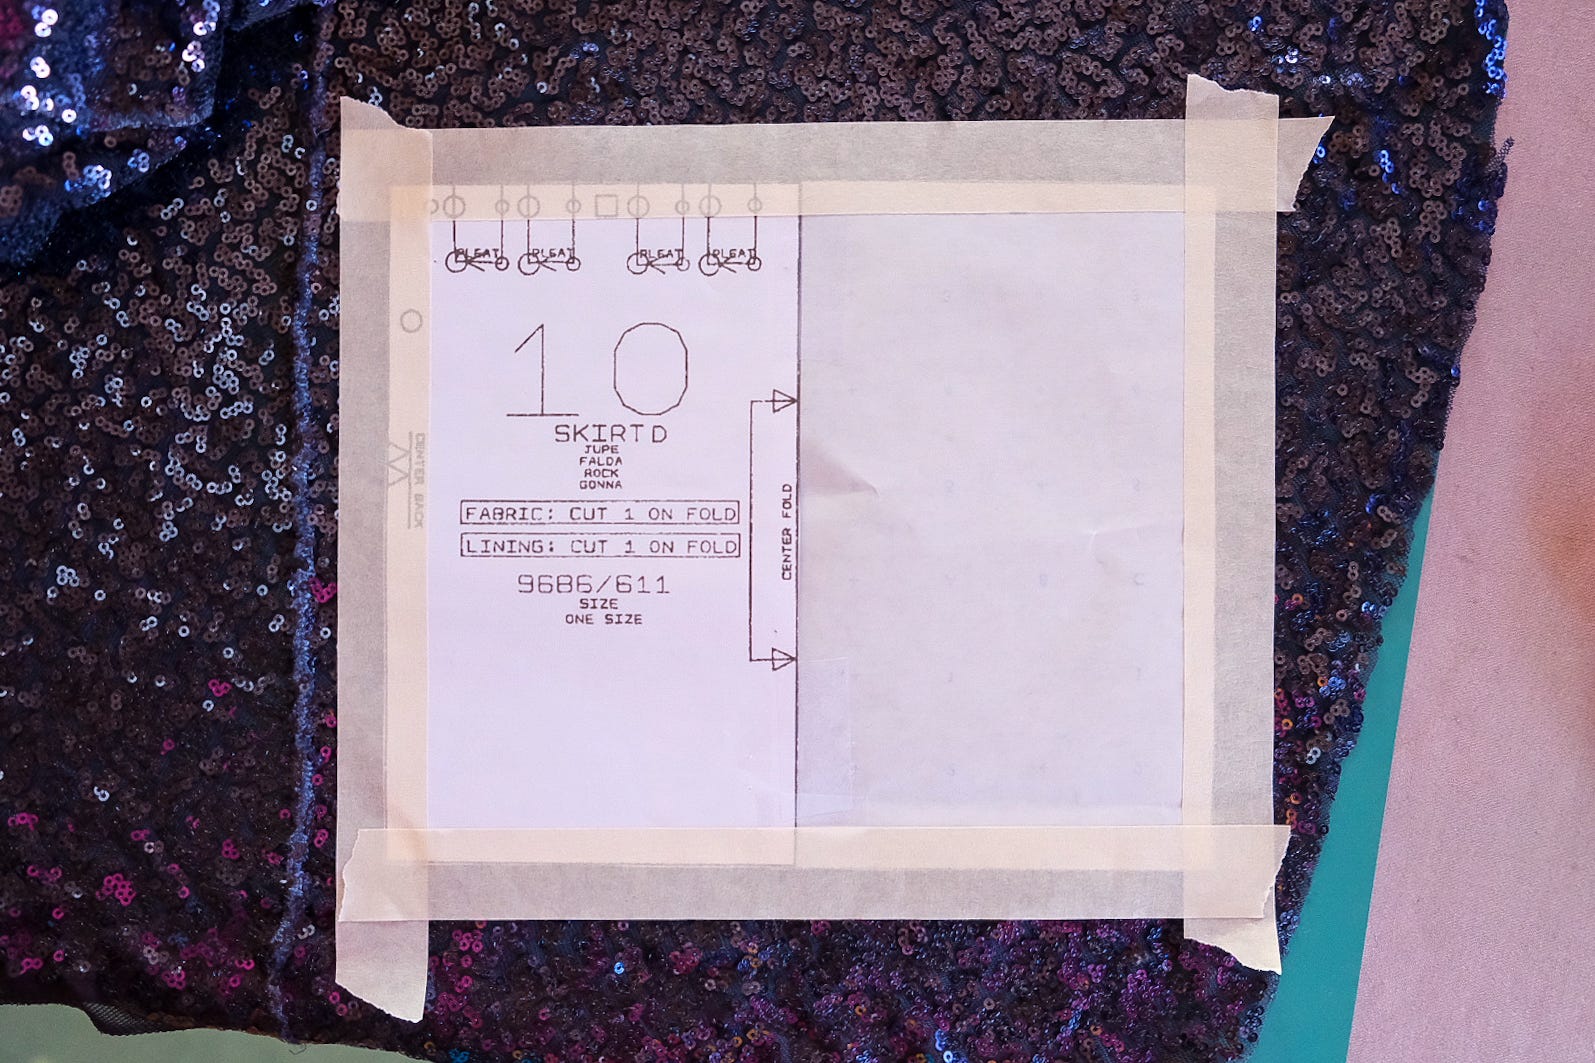 PLEAT PLEAT PLEAT PLEAT
10
SKIRT D
JUPE
FALDA
ROCK
GONNA
FABRIC: CUT 1 ON FOLD
LINING: CUT 1 ON FOLD
9686/611
SIZE
ONE SIZE
CENTER FOLD
CENTER BACK